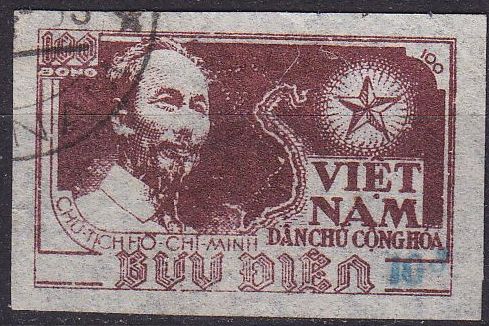 100
ĐỒNG
100
VIỆT
NAM
DÂN CHỦ CỘNG HÒA
CHỦ-TỊCH HỒ-CHÍ-MINH
BƯU ĐIỆN